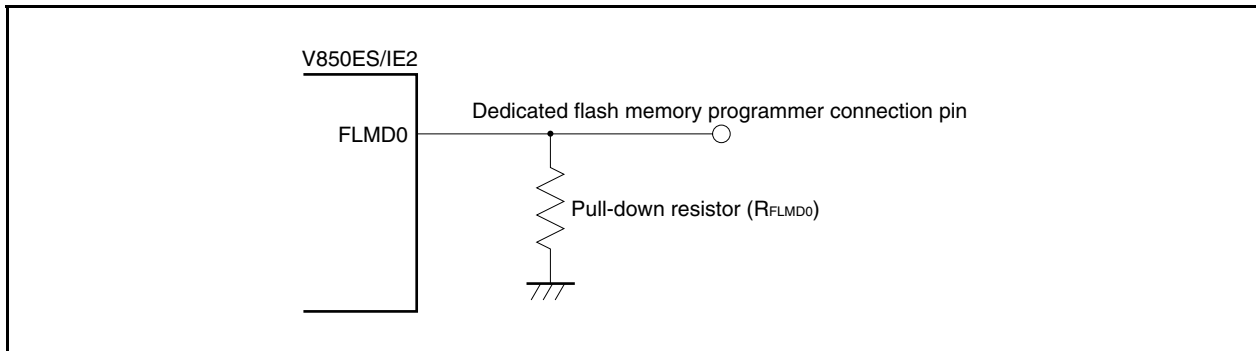 V850ES/IE2
Dedicated flash memory programmer connection pin
FLMD0
Pull-down resistor (RFLMD0)